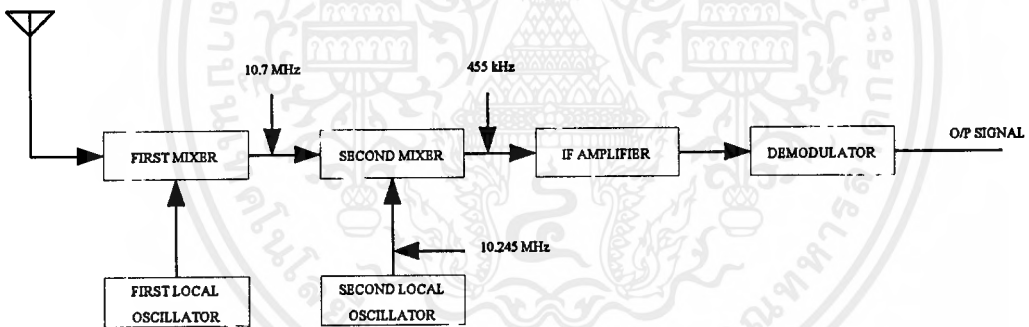 10.7 MHz
455 kHz
O/P SIGNAL
FIRST MIXER
SECOND MIXER
IF AMPLIFIER
DEMODULATOR
10.245 MHz
FIRST LOCAL
OSCILLATOR
SECOND LOCAL
OSCILLATOR